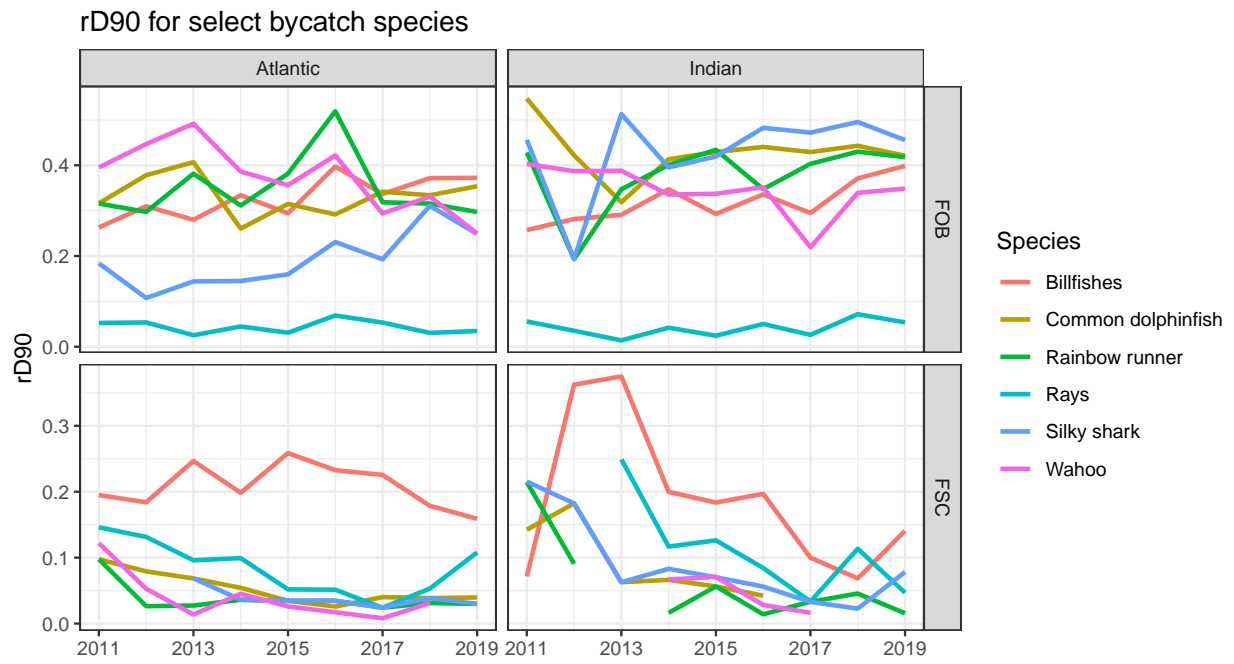 rD90 for select bycatch species
Atlantic
Indian
0.4
0.2
0.0
FOB
rD90
0.3
0.2
0.1
0.0
FSC
2011 2013 2015 2017 2019
2011 2013 2015 2017 2019
Species
Billfishes
Common dolphinfish
Rainbow runner
Rays
Silky shark
Wahoo